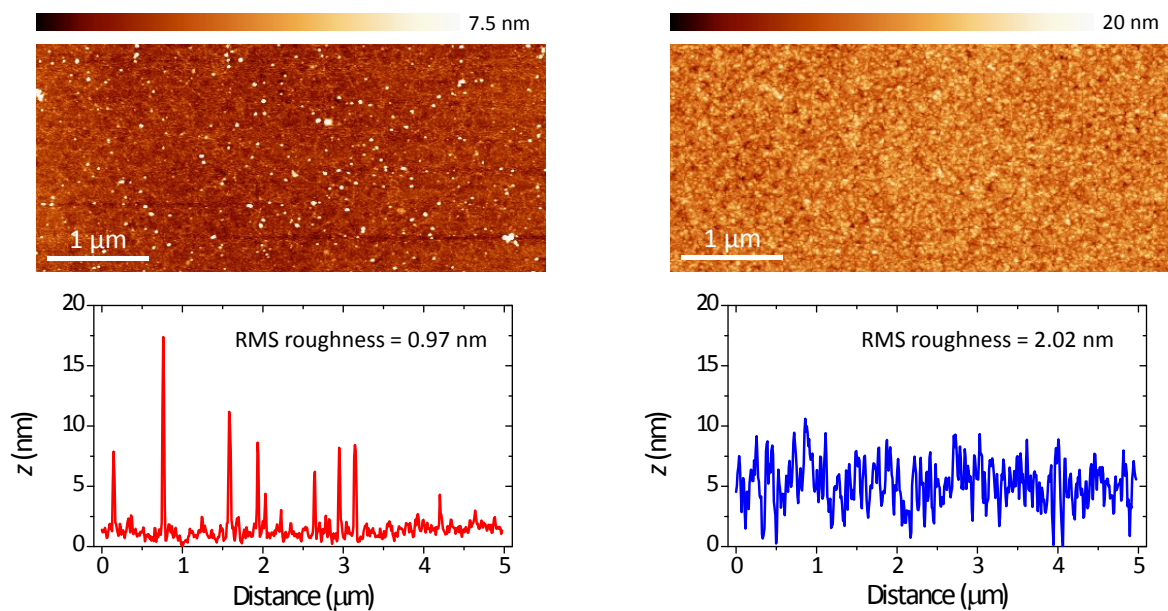 7.5 nm
1 μm
20
15
10
5
0
z (nm)
RMS roughness = 0.97 nm
0 1 2 3 4 5
Distance (μm)
20 nm
1 μm
20
15
10
5
0
z (nm)
RMS roughness = 2.02 nm
0 1 2 3 4 5
Distance (μm)